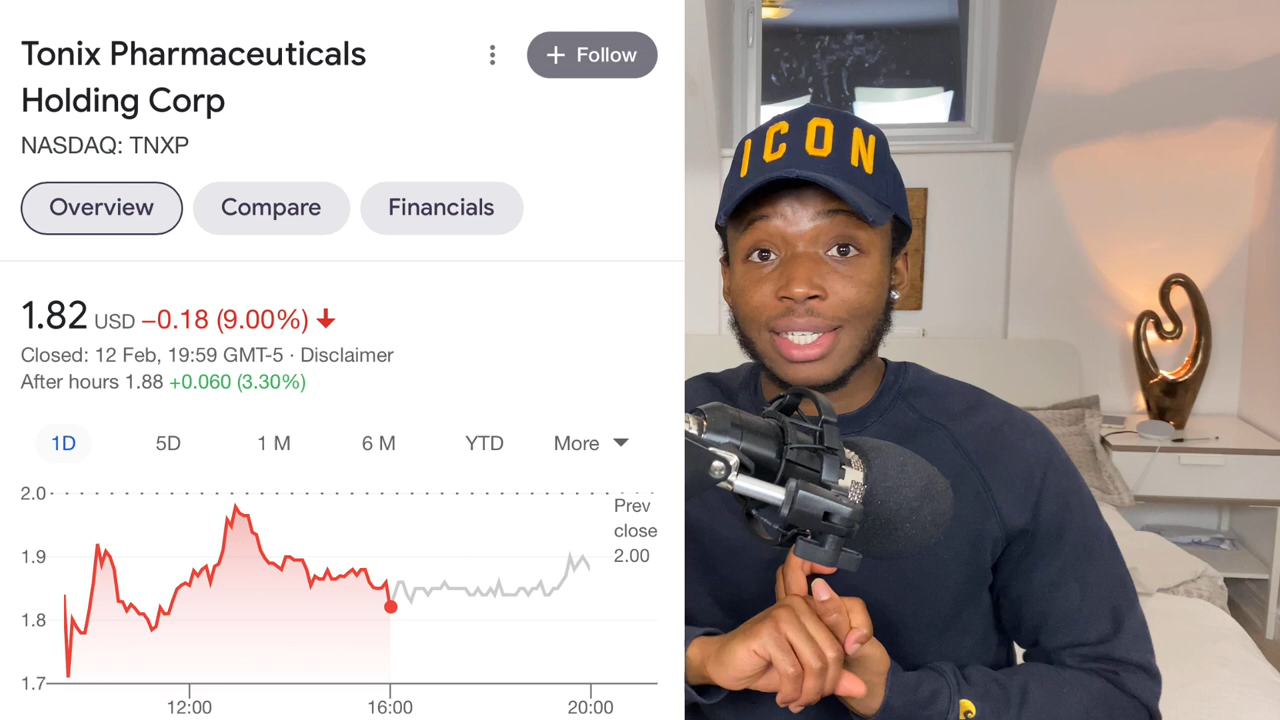 Tonix Pharmaceuticals
Holding Corp
+ Follow
NASDAQ: TNXP
Overview
Compare
Financials
1.82 USD −0.18 (9.00%)
Closed: 12 Feb, 19:59 GMT-5 · Disclaimer
After hours 1.88 +0.060 (3.30%)
1D 5D 1 M 6 M YTD More
2.0
1.9
1.8
1.7
Prev
close
2.00
12:00 16:00 20:00
ICON